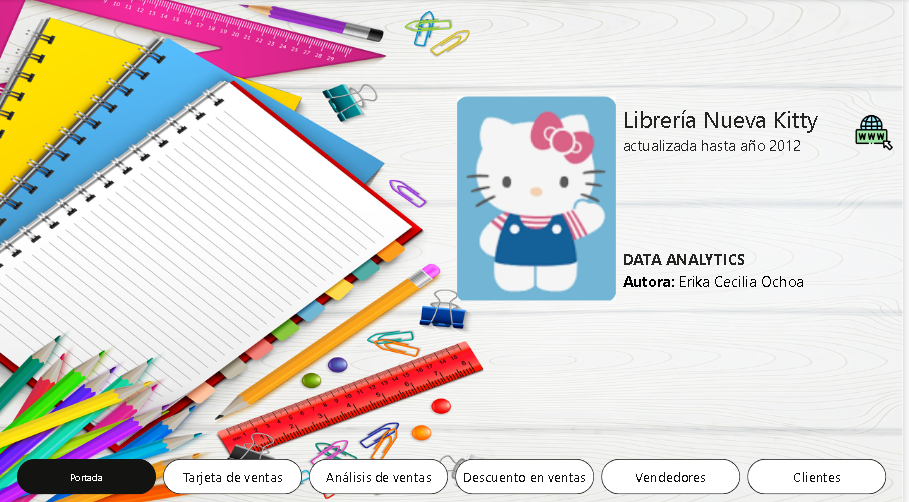 Librería Nueva Kitty
actualizada hasta año 2012
WWW
DATA ANALYTICS
Autora: Erika Cecilia Ochoa
Portada
Tarjeta de ventas
Análisis de ventas
Descuento en ventas
Vendedores
Clientes